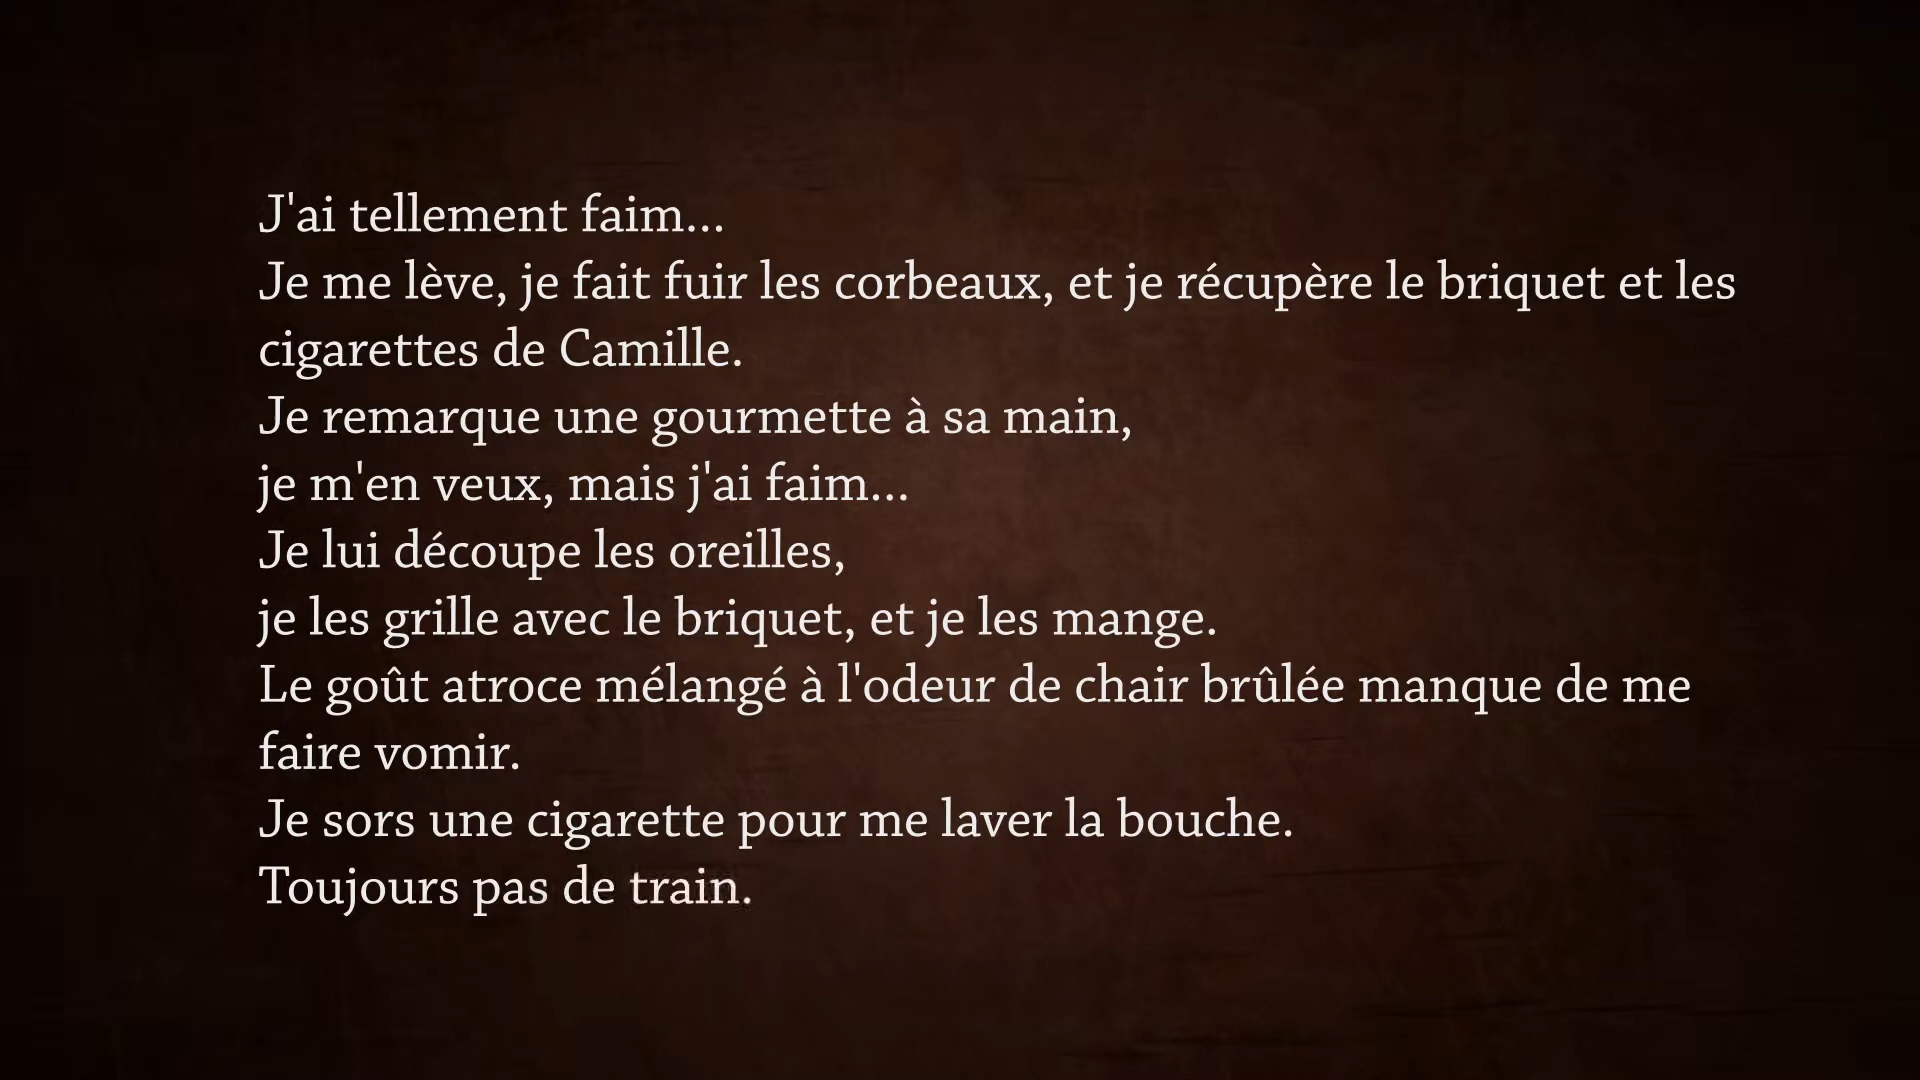 J'ai tellement faim...
Je me lève, je fait fuir les corbeaux, et je récupère le briquet et les
cigarettes de Camille.
Je remarque une gourmette à sa main,
je m'en veux, mais j'ai faim...
Je lui découpe les oreilles,
je les grille avec le briquet, et je les mange.
Le goût atroce mélangé à l'odeur de chair brûlée manque de me
faire vomir.
Je sors une cigarette pour me laver la bouche.
Toujours pas de train.